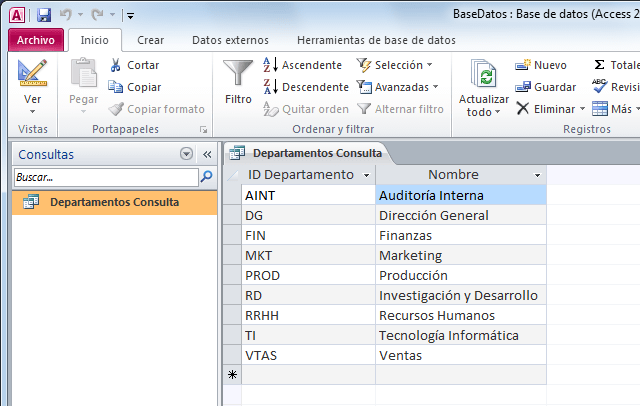 BaseDatos : Base de datos (Access 2
Archivo Inicio Crear Datos externos Herramientas de base de datos
Ver
Vistas
Pegar
Cortar
Copiar
Copiar formato
Portapapeles
Filtro
Ascendente
Descendente
Quitar orden
Selección
Avanzadas
Alternar filtro
Ordenar y filtrar
Actualizar
todo
Nuevo
Guardar
Eliminar
Totale
Revisi
Más
Registros
Consultas
Buscar...
Departamentos Consulta
Departamentos Consulta
ID Departamento Nombre
AINT Auditoría Interna
DG Dirección General
FIN Finanzas
MKT Marketing
PROD Producción
RD Investigación y Desarrollo
RRHH Recursos Humanos
TI Tecnología Informática
VTAS Ventas